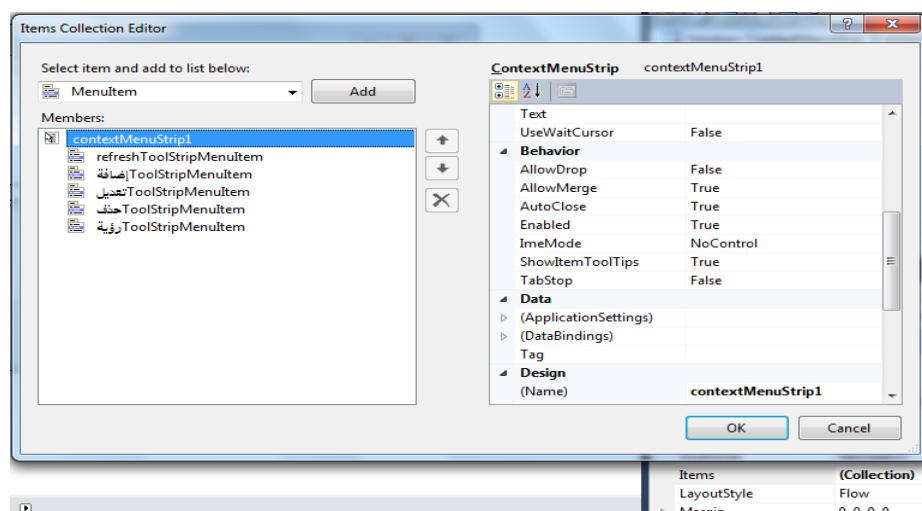 Items Collection Editor
Select item and add to list below:
MenuItem
Add
Members:
contextMenuStrip1
refreshToolStripMenuItem
إضافةToolStripMenuItem
تعديلToolStripMenuItem
حذفToolStripMenuItem
رؤيةToolStripMenuItem
ContextMenuStrip contextMenuStrip1
Text
UseWaitCursor False
Behavior
AllowDrop False
AllowMerge True
AutoClose True
Enabled True
ImeMode NoControl
ShowItemToolTips True
TabStop False
Data
(ApplicationSettings)
(DataBindings)
Tag
Design
(Name) contextMenuStrip1
OK
Cancel
Items (Collection)
LayoutStyle Flow